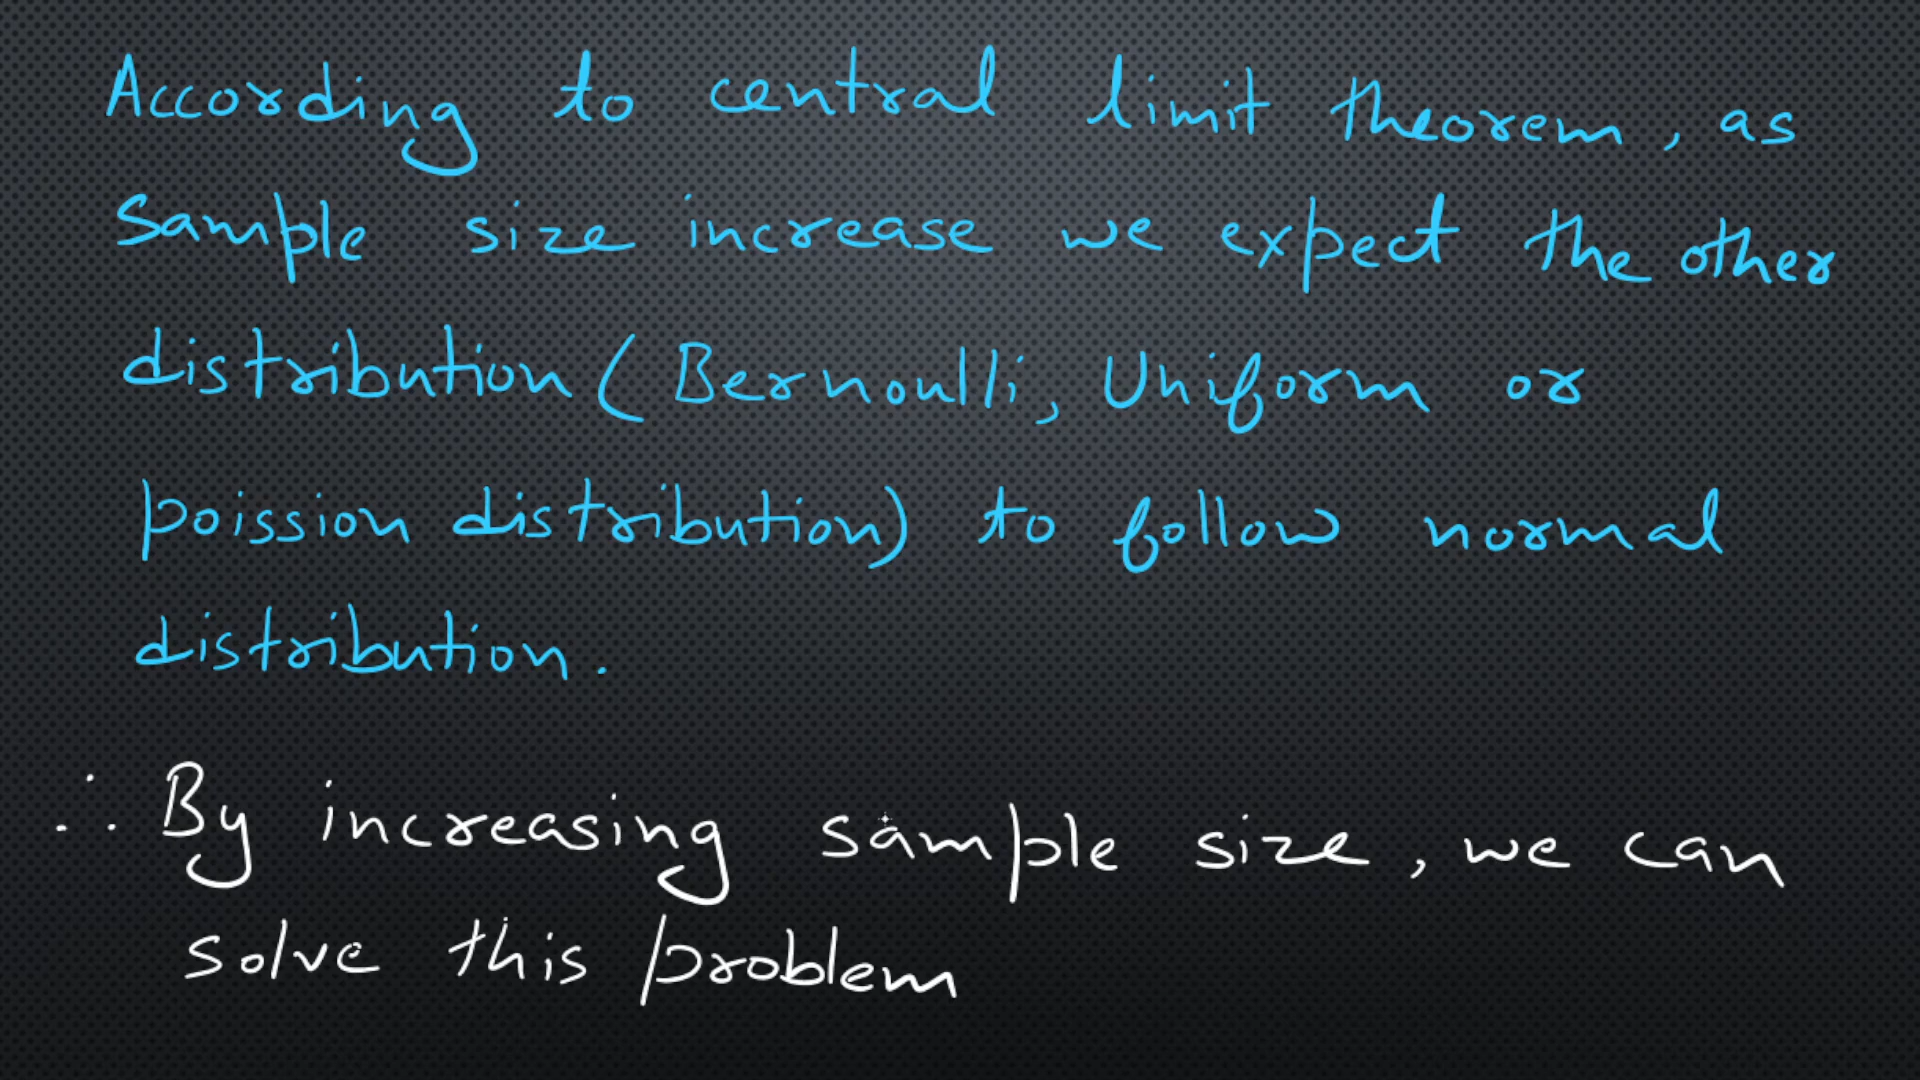 According to central limit theorem, as
sample size increase we expect the other
distribution (Bernoulli, Uniform or
poission distribution) to follow normal
distribution.
∴ By increasing sample size, we can
solve this problem